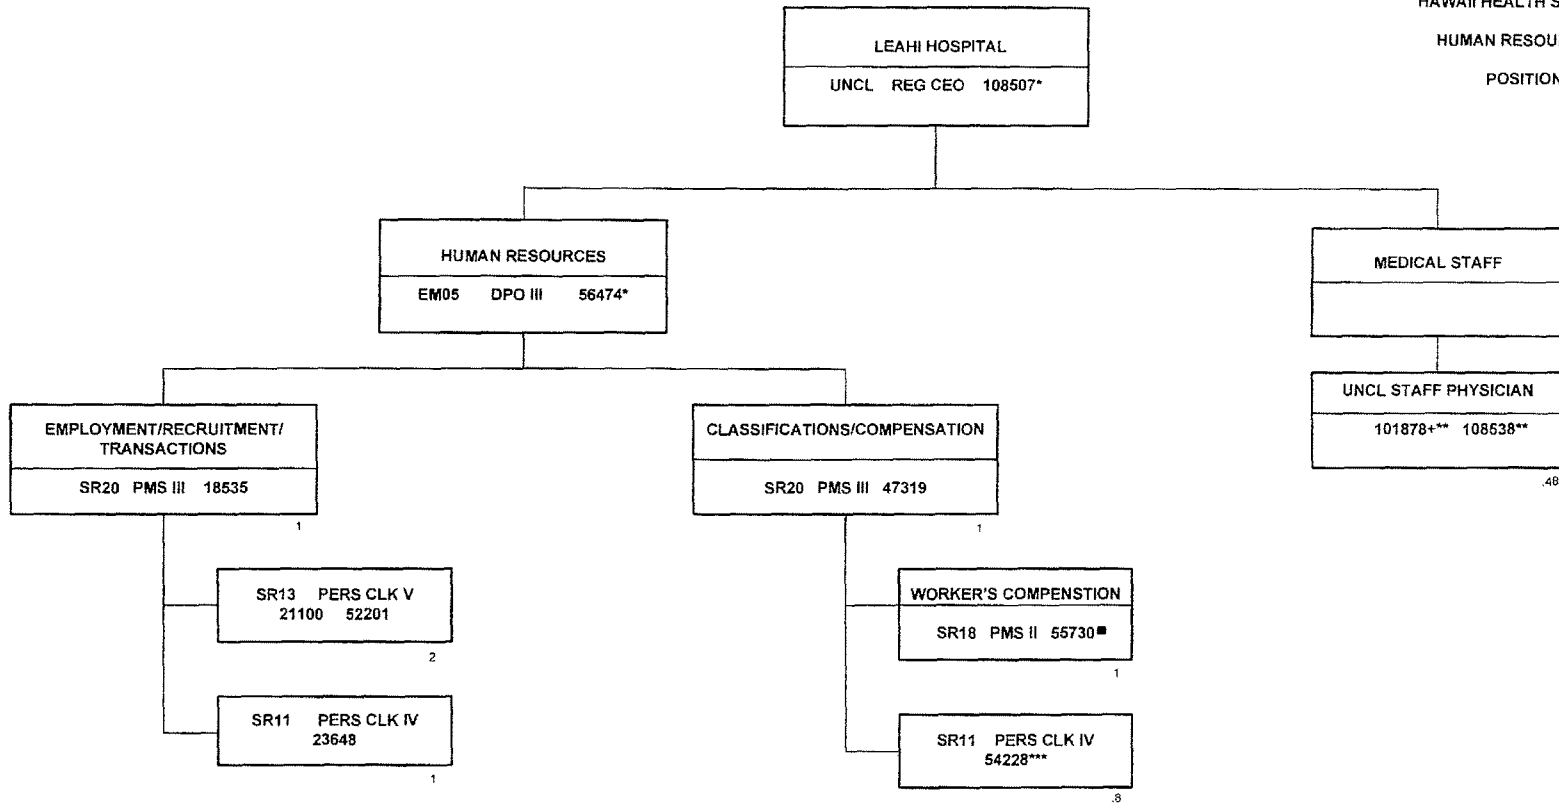 HAWAII HEALTH S
HUMAN RESOU
POSITION
LEAHI HOSPITAL
UNCL REG CEO 108507*
HUMAN RESOURCES
EM05 DPO III 56474*
MEDICAL STAFF
UNCL STAFF PHYSICIAN
101878+** 108538**
.48
EMPLOYMENT/RECRUITMENT/
TRANSACTIONS
SR20 PMS III 18535
1
CLASSIFICATIONS/COMPENSATION
SR20 PMS III 47319
1
SR13 PERS CLK V
21100 52201
2
SR11 PERS CLK IV
23648
1
WORKER'S COMPENSTION
SR18 PMS II 55730■
1
SR11 PERS CLK IV
54228***
.8